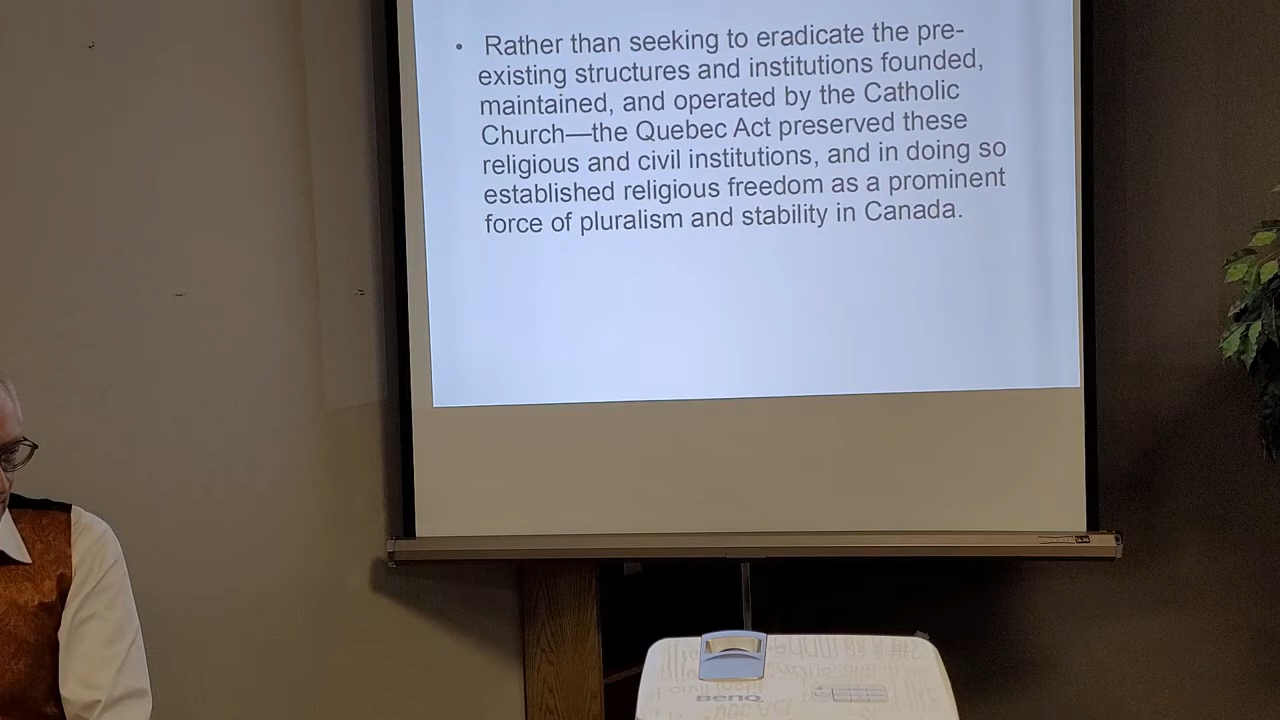 • Rather than seeking to eradicate the pre-
existing structures and institutions founded,
maintained, and operated by the Catholic
Church—the Quebec Act preserved these
religious and civil institutions, and in doing so
established religious freedom as a prominent
force of pluralism and stability in Canada.
BenQ